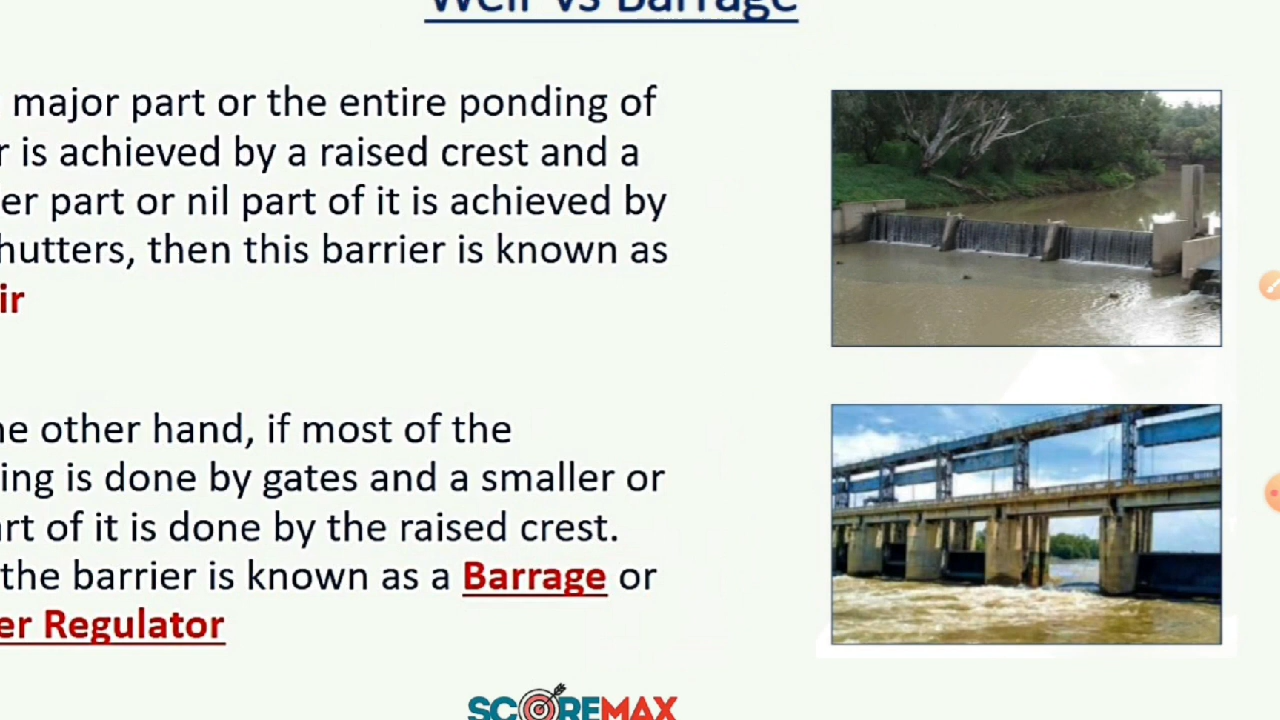 Weir vs Barrage
major part or the entire ponding of
r is achieved by a raised crest and a
er part or nil part of it is achieved by
hutters, then this barrier is known as
ir
he other hand, if most of the
ing is done by gates and a smaller or
art of it is done by the raised crest.
the barrier is known as a Barrage or
er Regulator
SCOREMAX